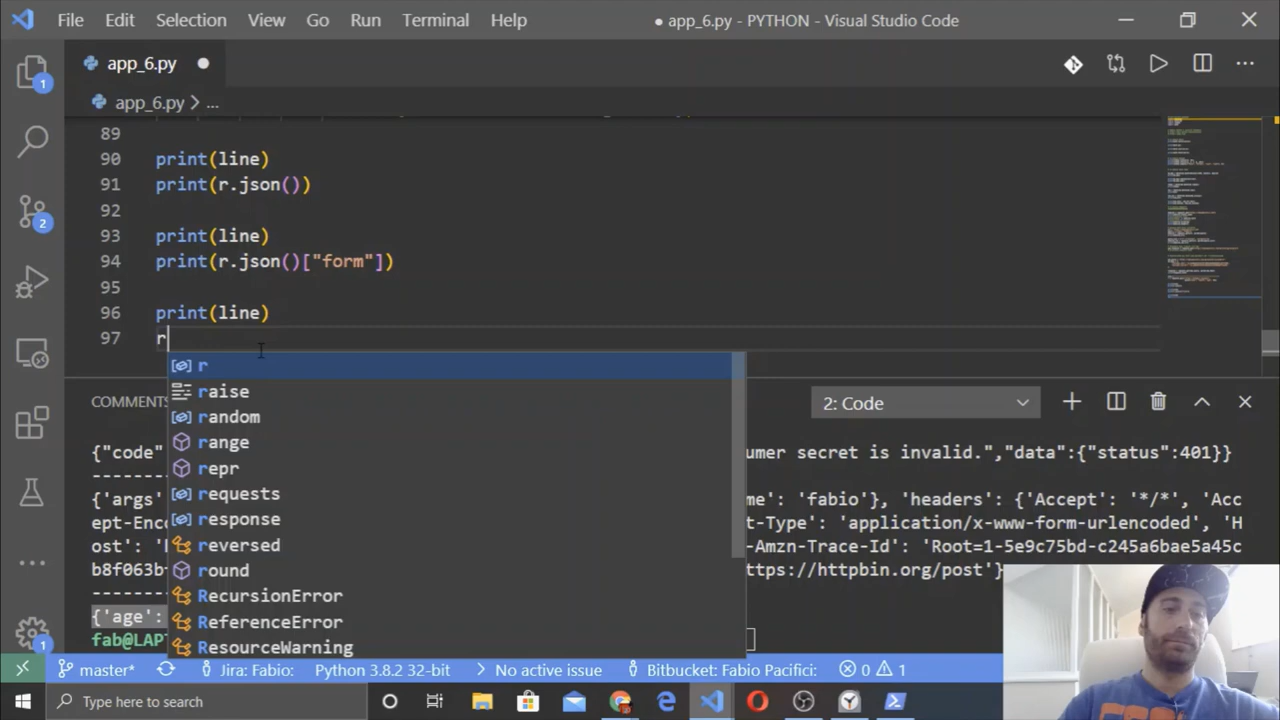 File Edit Selection View Go Run Terminal Help
● app_6.py - PYTHON - Visual Studio Code
app_6.py
app_6.py > ...
89
90 print(line)
91 print(r.json())
92
93 print(line)
94 print(r.json()["form"])
95
96 print(line)
97 r
r
raise
random
range
repr
requests
response
reversed
round
RecursionError
ReferenceError
ResourceWarning
COMMENTS
2: Code
{"code" umer secret is invalid.","data":{"status":401}}
{'args' me': 'fabio'}, 'headers': {'Accept': '*/*', 'Acc
ept-Enc t-Type': 'application/x-www-form-urlencoded', 'H
ost': ' -Amzn-Trace-Id': 'Root=1-5e9c75bd-c245a6bae5a45c
b8f063b ttps://httpbin.org/post'}
{'age':
fab@LAP
1
2
1
master* Jira: Fabio: Python 3.8.2 32-bit No active issue Bitbucket: Fabio Pacifici: 0 1
Type here to search